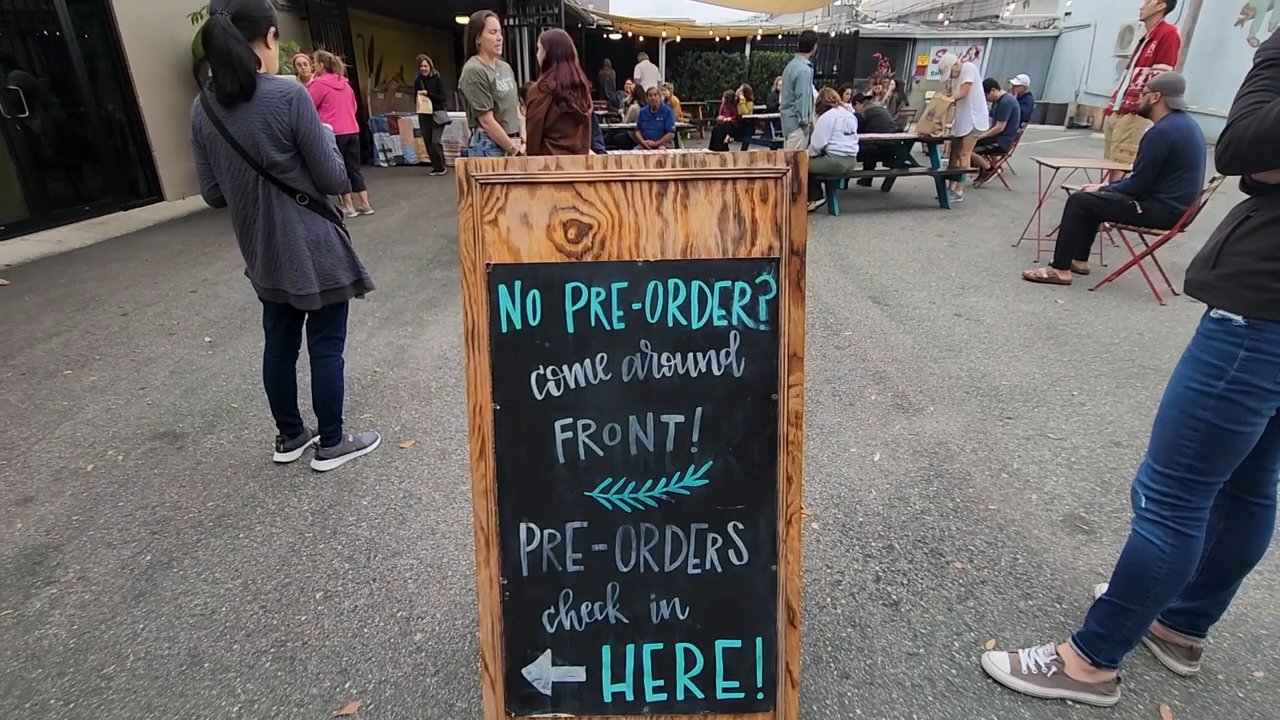 NO PRE-ORDER?
come around
FRONT!
PRE-ORDERS
check in
HERE!